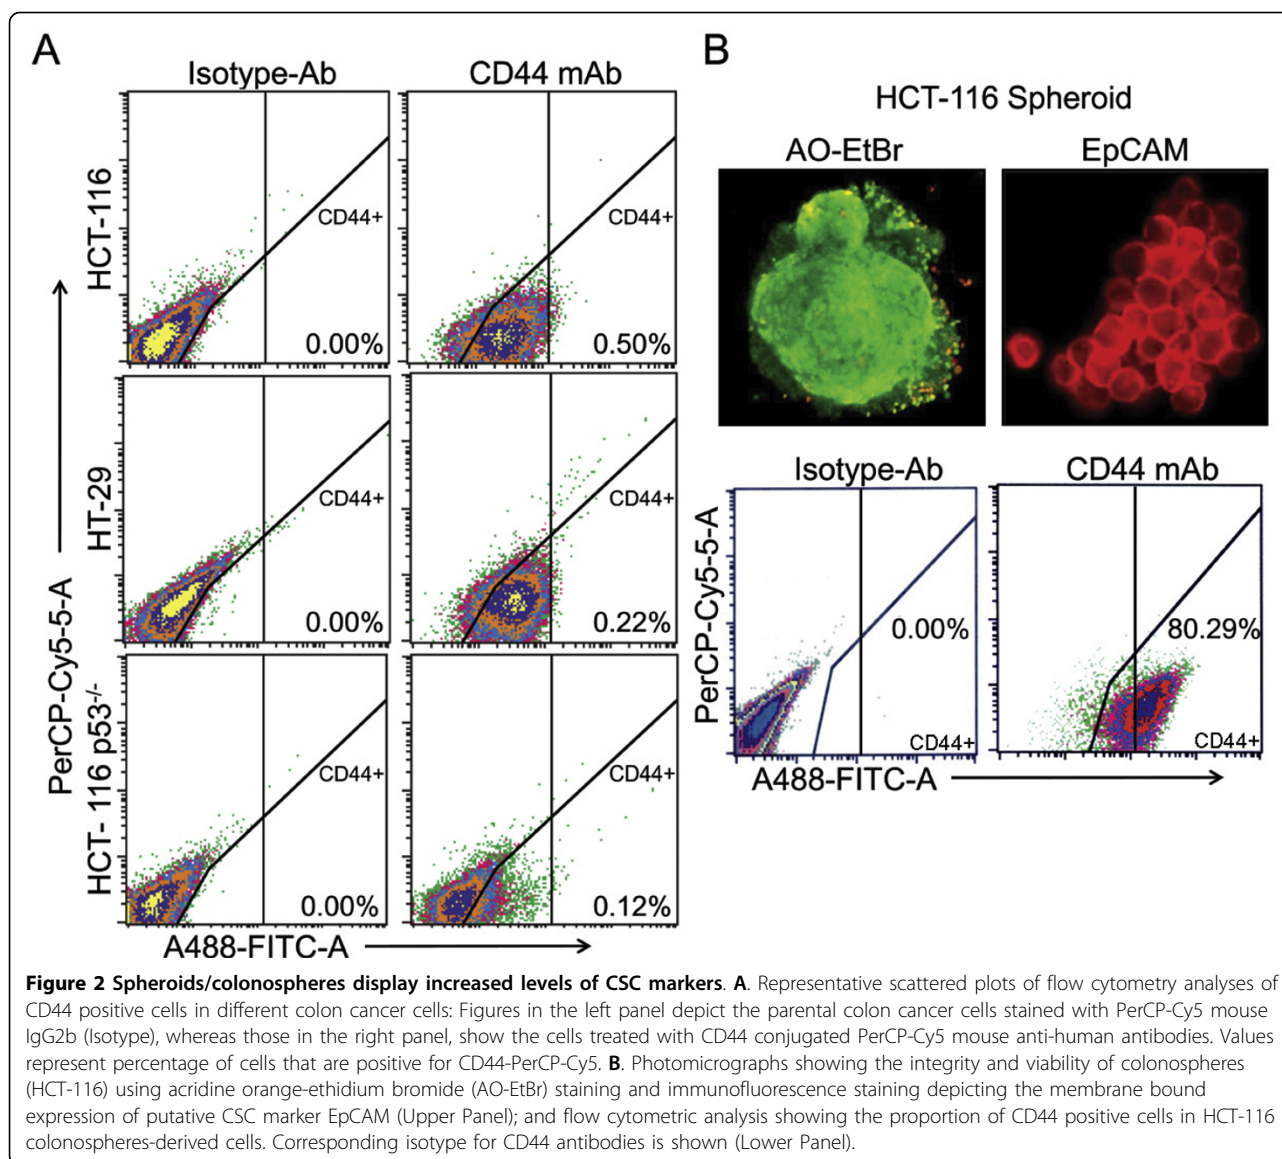 A
Isotype-Ab
CD44 mAb
HCT-116
CD44+
0.00%
CD44+
0.50%
HT-29
CD44+
0.00%
CD44+
0.22%
HCT- 116 p53-/-
CD44+
0.00%
CD44+
0.12%
PerCP-Cy5-5-A
A488-FITC-A
B
HCT-116 Spheroid
AO-EtBr
EpCAM
Isotype-Ab
CD44 mAb
PerCP-Cy5-5-A
0.00%
CD44+
80.29%
CD44+
A488-FITC-A
Figure 2 Spheroids/colonospheres display increased levels of CSC markers. A. Representative scattered plots of flow cytometry analyses of
CD44 positive cells in different colon cancer cells: Figures in the left panel depict the parental colon cancer cells stained with PerCP-Cy5 mouse
IgG2b (Isotype), whereas those in the right panel, show the cells treated with CD44 conjugated PerCP-Cy5 mouse anti-human antibodies. Values
represent percentage of cells that are positive for CD44-PerCP-Cy5. B. Photomicrographs showing the integrity and viability of colonospheres
(HCT-116) using acridine orange-ethidium bromide (AO-EtBr) staining and immunofluorescence staining depicting the membrane bound
expression of putative CSC marker EpCAM (Upper Panel); and flow cytometric analysis showing the proportion of CD44 positive cells in HCT-116
colonospheres-derived cells. Corresponding isotype for CD44 antibodies is shown (Lower Panel).